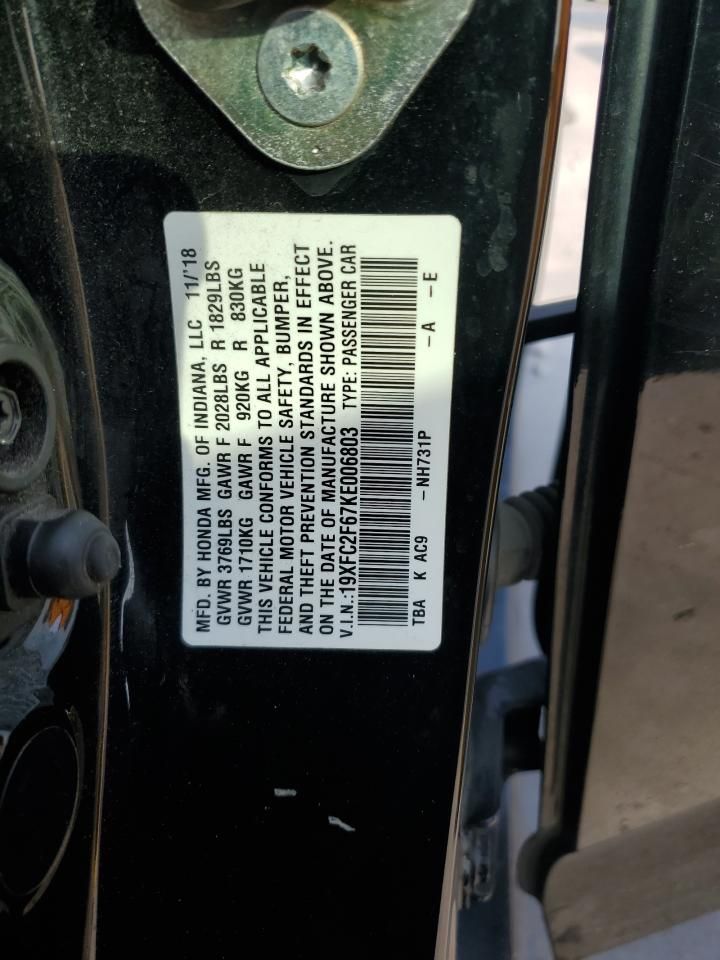 MFD. BY HONDA MFG. OF INDIANA, LLC 11/'18
GVWR 3769LBS GAWR F 2028LBS R 1829LBS
GVWR 1710KG GAWR F 920KG R 830KG
THIS VEHICLE CONFORMS TO ALL APPLICABLE
FEDERAL MOTOR VEHICLE SAFETY, BUMPER,
AND THEFT PREVENTION STANDARDS IN EFFECT
ON THE DATE OF MANUFACTURE SHOWN ABOVE.
V.I.N.:19XFC2F67KE006803 TYPE: PASSENGER CAR
TBA K AC9 –NH731P –A –E